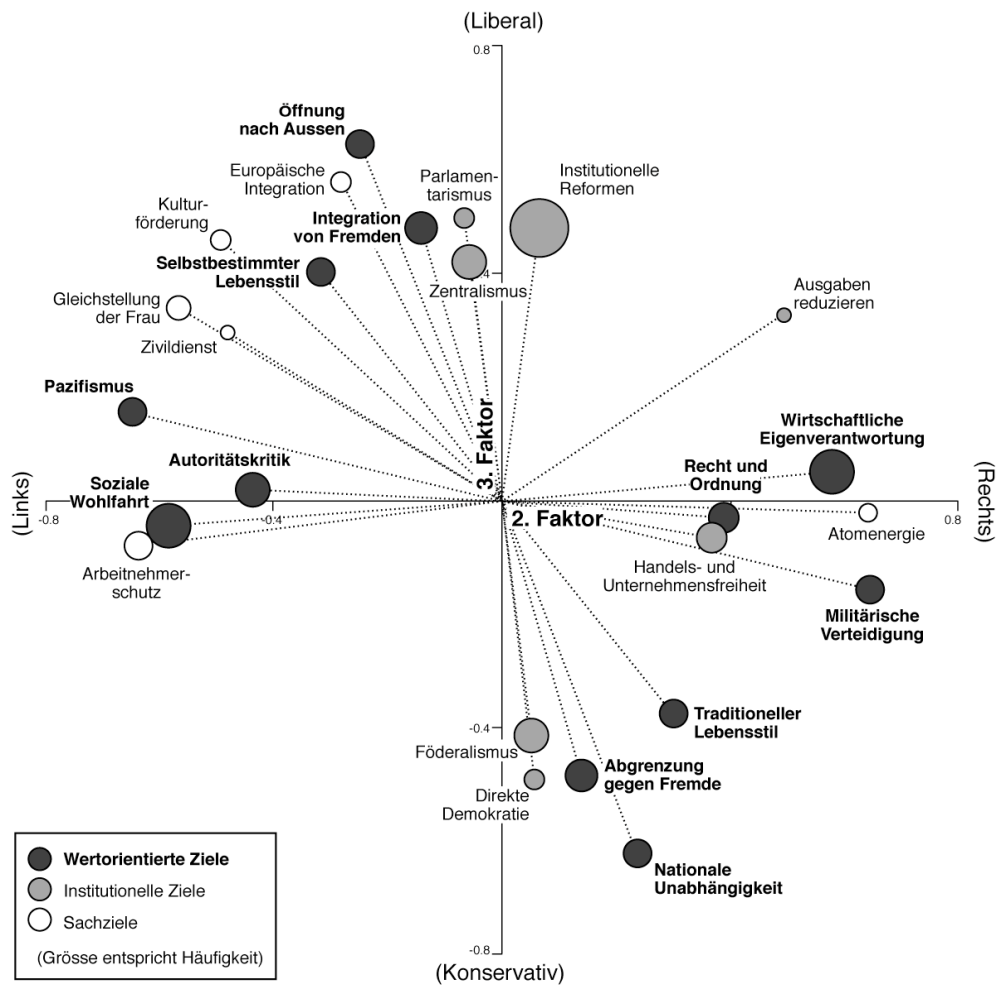 (Liberal)
0.8
Öffnung
nach Aussen
Europäische
Integration
Parlamen-
tarismus
Institutionelle
Reformen
Kultur-
förderung
Integration
von Fremden
Selbstbestimmter
Lebensstil
Zentralismus
4
Gleichstellung
der Frau
Zivildienst
Ausgaben
reduzieren
Pazifismus
3. Faktor
Wirtschaftliche
Eigenverantwortung
Autoritätskritik
Recht und
Ordnung
Soziale
Wohlfahrt
(Links)
(Rechts)
-0.8
-0.4
2. Faktor
0.8
Atomenergie
Arbeitnehmer-
schutz
Handels- und
Unternehmensfreiheit
Militärische
Verteidigung
Traditioneller
Lebensstil
-0.4
Föderalismus
Abgrenzung
gegen Fremde
Direkte
Demokratie
Nationale
Unabhängigkeit
Wertorientierte Ziele
Institutionelle Ziele
Sachziele
(Grösse entspricht Häufigkeit)
-0.8
(Konservativ)